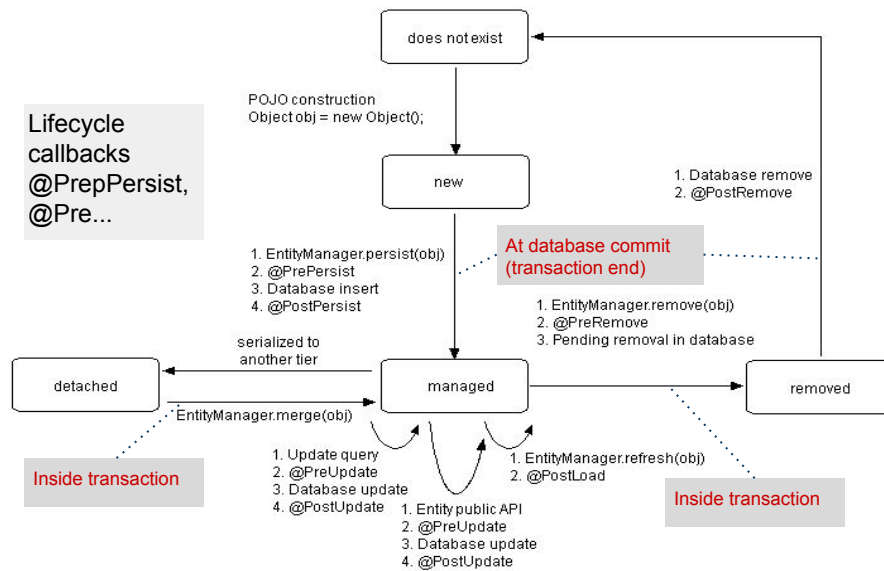 does not exist
POJO construction
Object obj = new Object();
Lifecycle
callbacks
@PrepPersist,
@Pre...
new
1. Database remove
2. @PostRemove
At database commit
(transaction end)
1. EntityManager.persist(obj)
2. @PrePersist
3. Database insert
4. @PostPersist
1. EntityManager.remove(obj)
2. @PreRemove
3. Pending removal in database
serialized to
another tier
detached
managed
removed
EntityManager.merge(obj)
Inside transaction
1. Update query
2. @PreUpdate
3. Database update
4. @PostUpdate
1. EntityManager.refresh(obj)
2. @PostLoad
Inside transaction
1. Entity public API
2. @PreUpdate
3. Database update
4. @PostUpdate